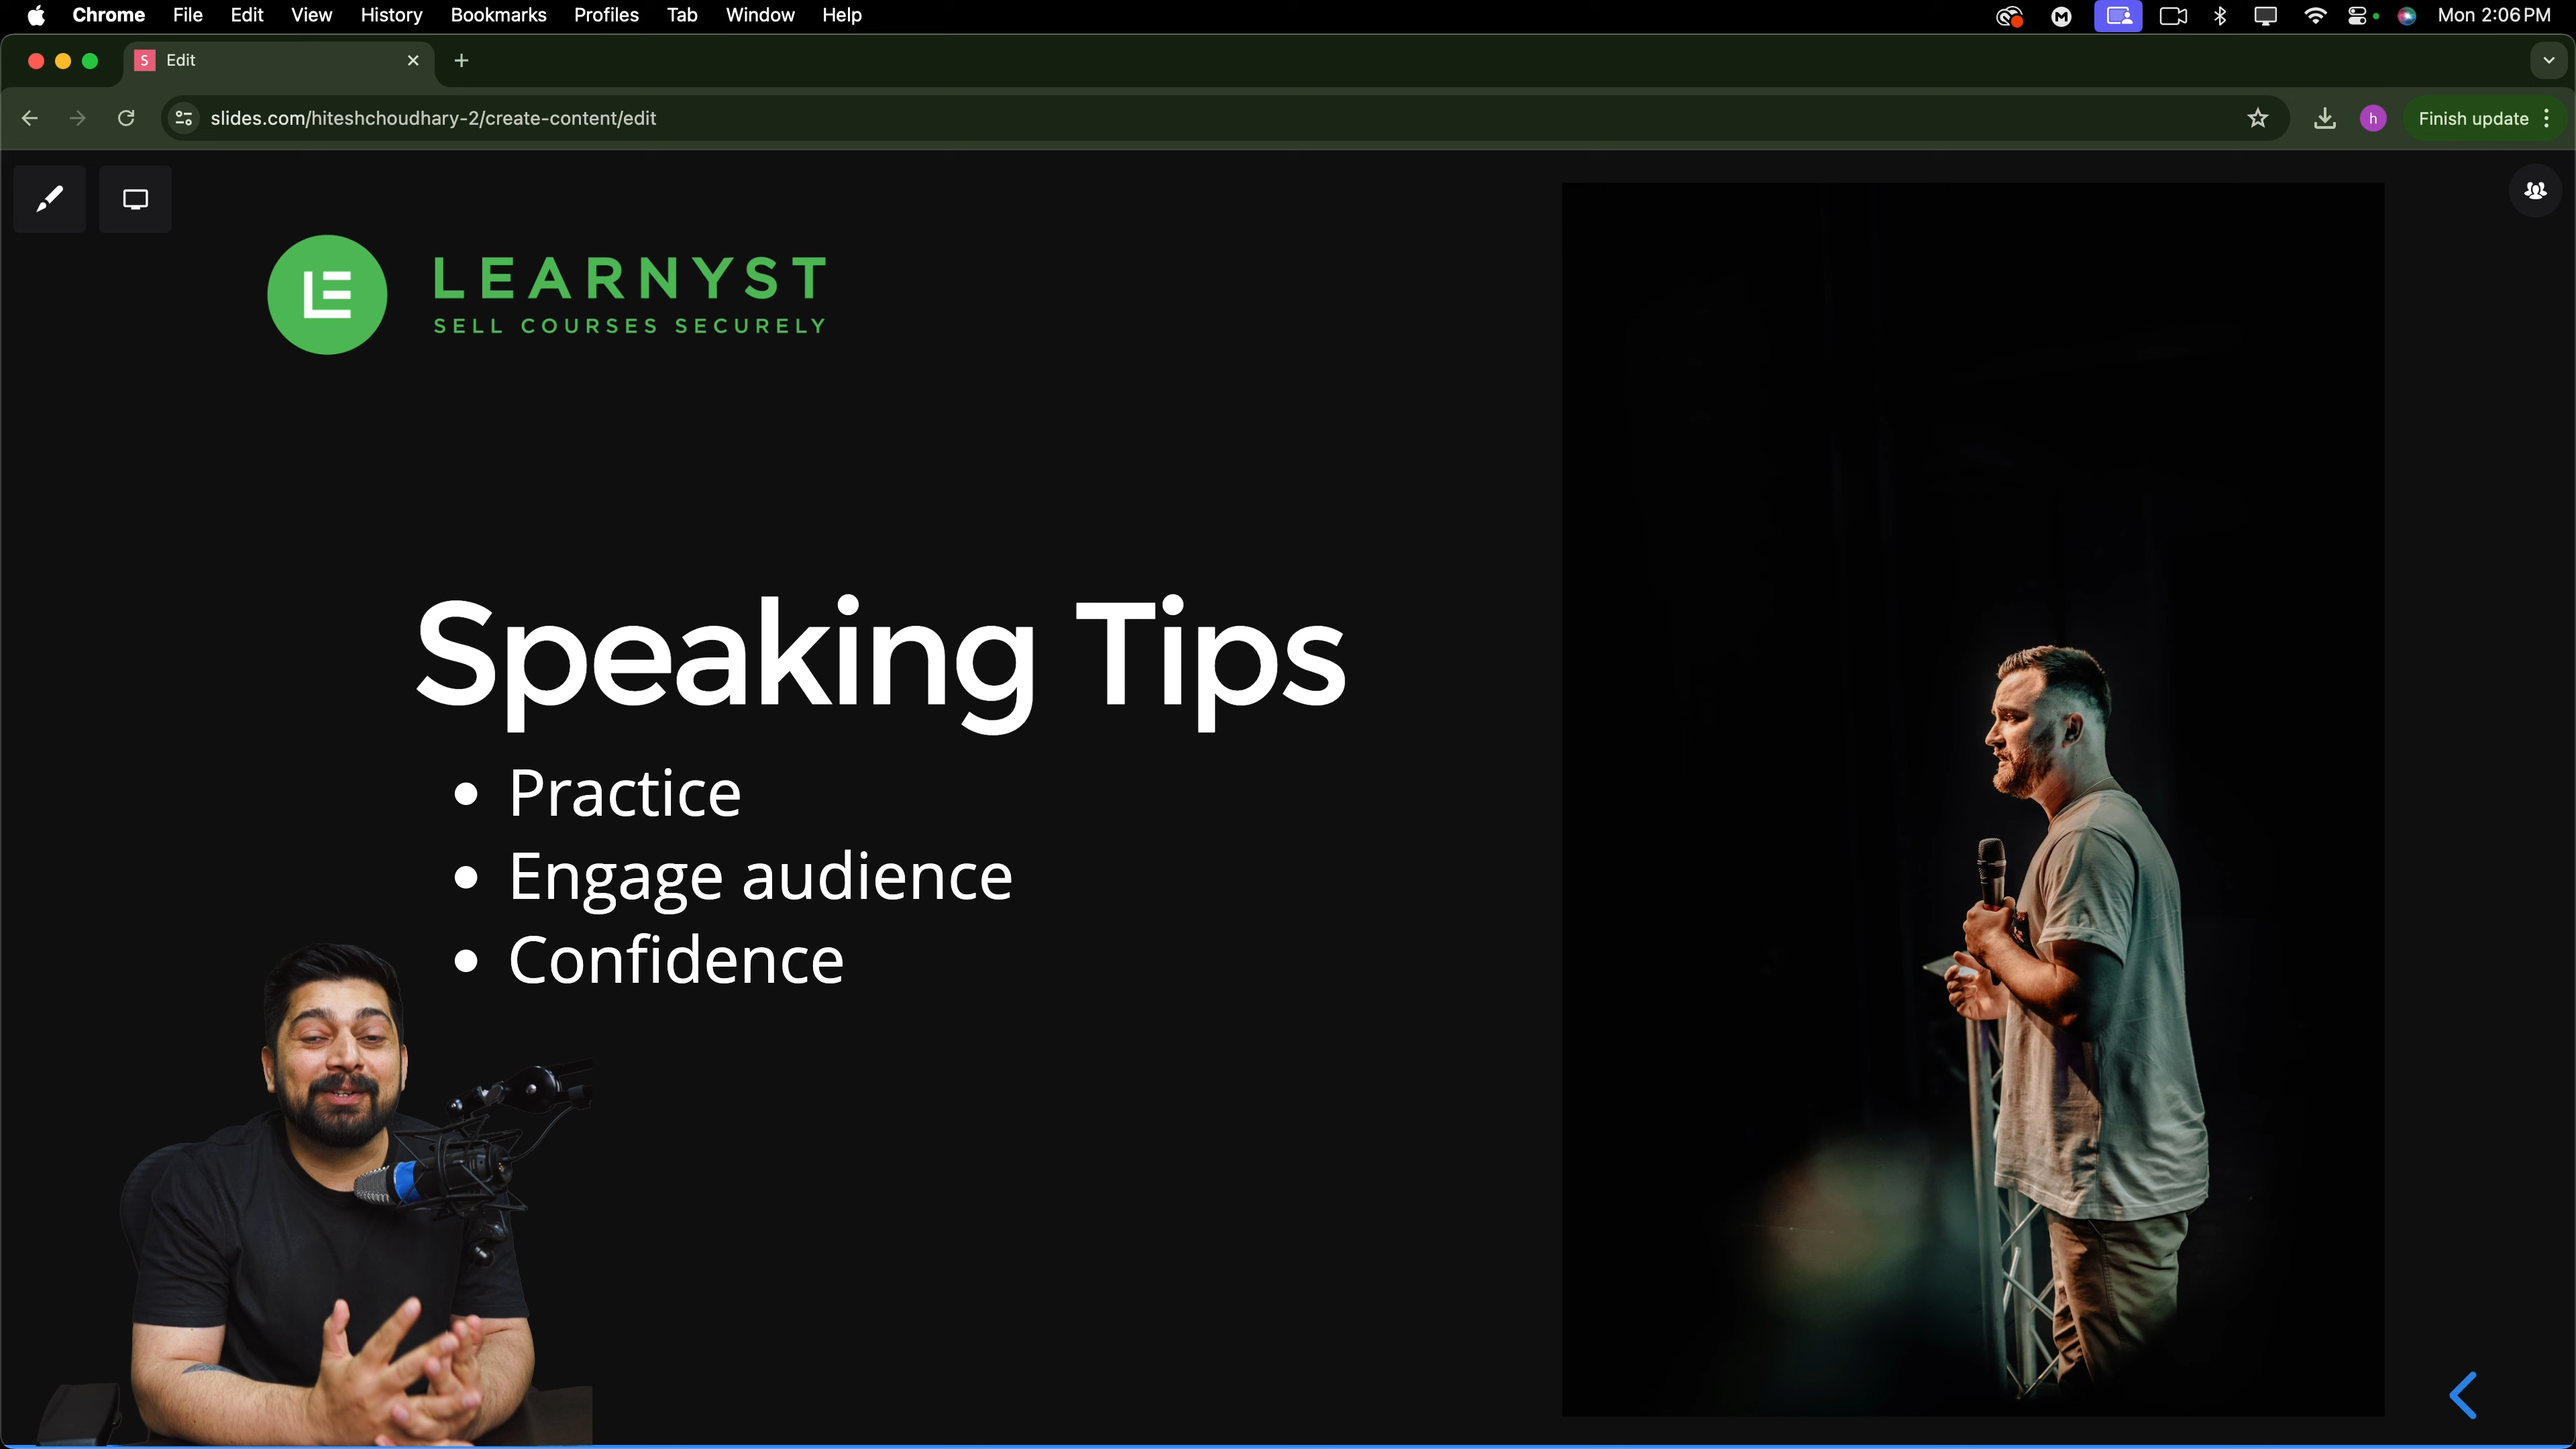 Chrome File Edit View History Bookmarks Profiles Tab Window Help Mon 2:06 PM
S Edit
slides.com/hiteshchoudhary-2/create-content/edit h Finish update
LE LEARNYST
SELL COURSES SECURELY
Speaking Tips
• Practice
• Engage audience
• Confidence